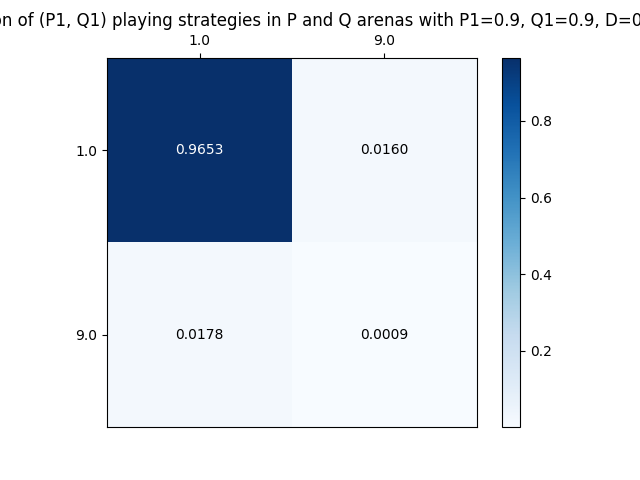 of (P1, Q1) playing strategies in P and Q arenas with P1=0.9, Q1=0.9,
1.0 9.0
0.8
1.0 0.9653 0.0160
0.6
0.4
9.0 0.0178 0.0009
0.2